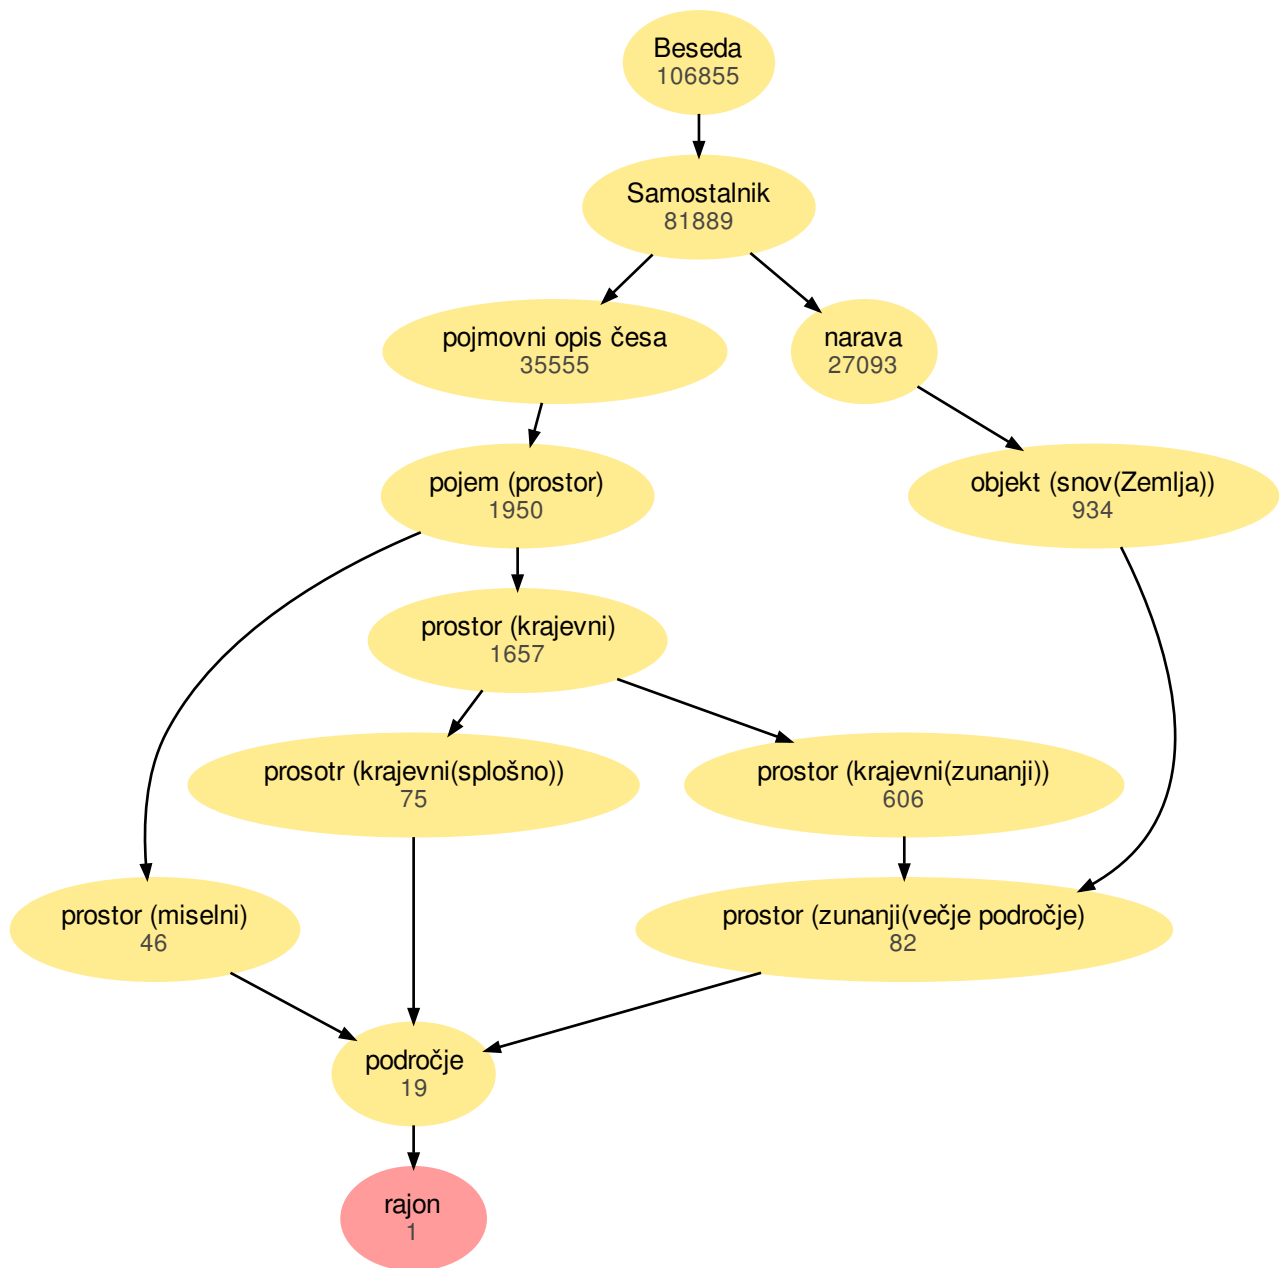 Beseda
106855
Samostalnik
81889
pojmovni opis česa
35555
narava
27093
pojem (prostor)
1950
objekt (snov(Zemlja))
934
prostor (krajevni)
1657
prosotr (krajevni(splošno))
75
prostor (krajevni(zunanji))
606
prostor (miselni)
46
prostor (zunanji(večje področje)
82
področje
19
rajon
1